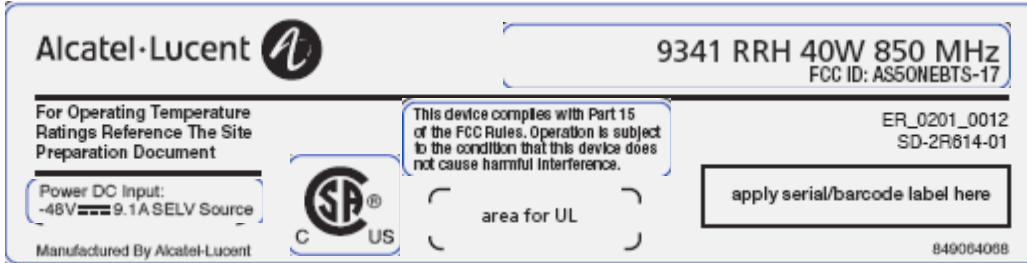 Alcatel·Lucent
9341 RRH 40W 850 MHz
FCC ID: AS5ONEBTS-17
For Operating Temperature
Ratings Reference The Site
Preparation Document
This device complies with Part 15
of the FCC Rules. Operation is subject
to the condition that this device does
not cause harmful interference.
ER_0201_0012
SD-2R614-01
Power DC Input:
-48V 9.1A SELV Source
SA ®
C US
area for UL
apply serial/barcode label here
Manufactured By Alcatel-Lucent
849064068